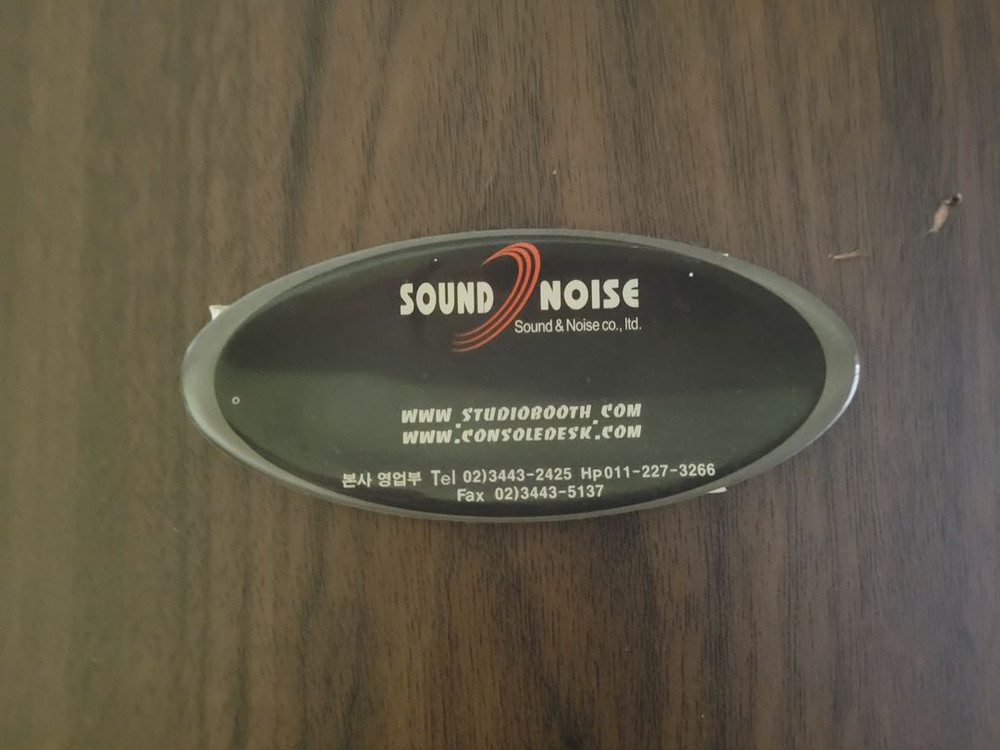 SOUND NOISE
Sound & Noise co., ltd.
WWW.STUDIOBOOTH.COM
WWW.CONSOLEDESK.COM
본사 영업부 Tel 02)3443-2425 Hp011-227-3266
Fax 02)3443-5137